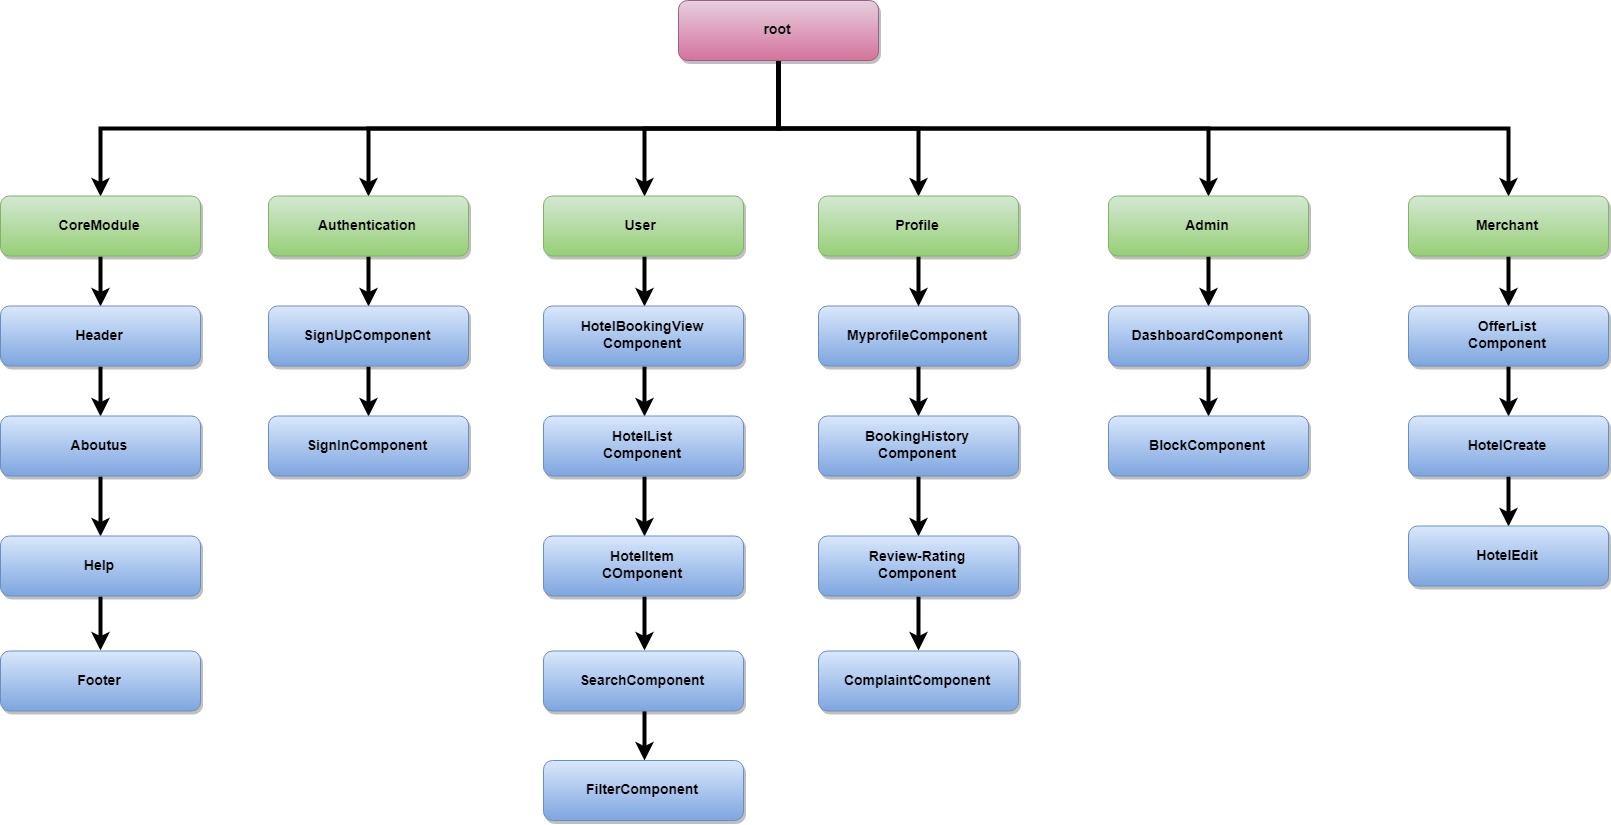 root
CoreModule
Authentication
User
Profile
Admin
Merchant
Header
SignUpComponent
HotelBookingView
Component
MyprofileComponent
DashboardComponent
OfferList
Component
Aboutus
SignInComponent
HotelList
Component
BookingHistory
Component
BlockComponent
HotelCreate
Help
HotelItem
COmponent
Review-Rating
Component
HotelEdit
Footer
SearchComponent
ComplaintComponent
FilterComponent